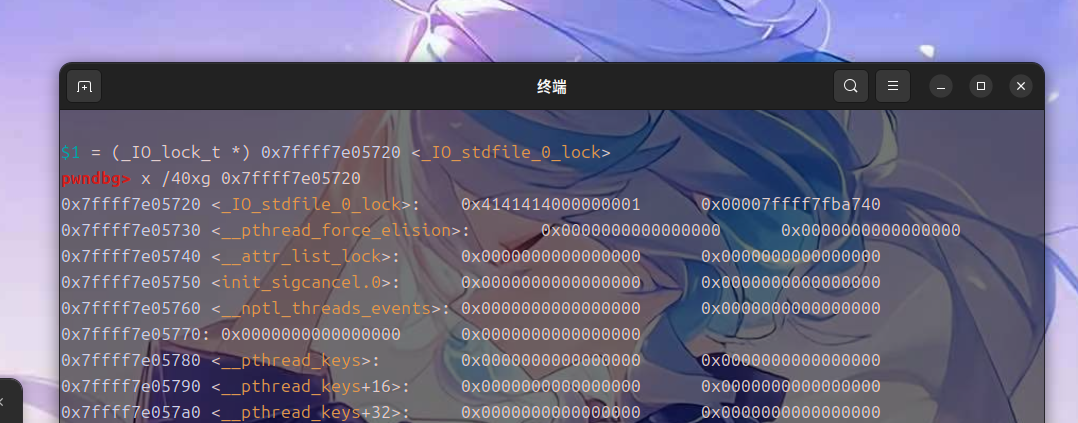 终端
$1 = (_IO_lock_t *) 0x7ffff7e05720 <_IO_stdfile_0_lock>
pwndbg> x /40xg 0x7ffff7e05720
0x7ffff7e05720 <_IO_stdfile_0_lock>: 0x4141414000000001 0x00007ffff7fba740
0x7ffff7e05730 <__pthread_force_elision>: 0x0000000000000000 0x0000000000000000
0x7ffff7e05740 <__attr_list_lock>: 0x0000000000000000 0x0000000000000000
0x7ffff7e05750 <init_sigcancel.0>: 0x0000000000000000 0x0000000000000000
0x7ffff7e05760 <__nptl_threads_events>: 0x0000000000000000 0x0000000000000000
0x7ffff7e05770: 0x0000000000000000 0x0000000000000000
0x7ffff7e05780 <__pthread_keys>: 0x0000000000000000 0x0000000000000000
0x7ffff7e05790 <__pthread_keys+16>: 0x0000000000000000 0x0000000000000000
0x7ffff7e057a0 <__pthread_keys+32>: 0x0000000000000000 0x0000000000000000